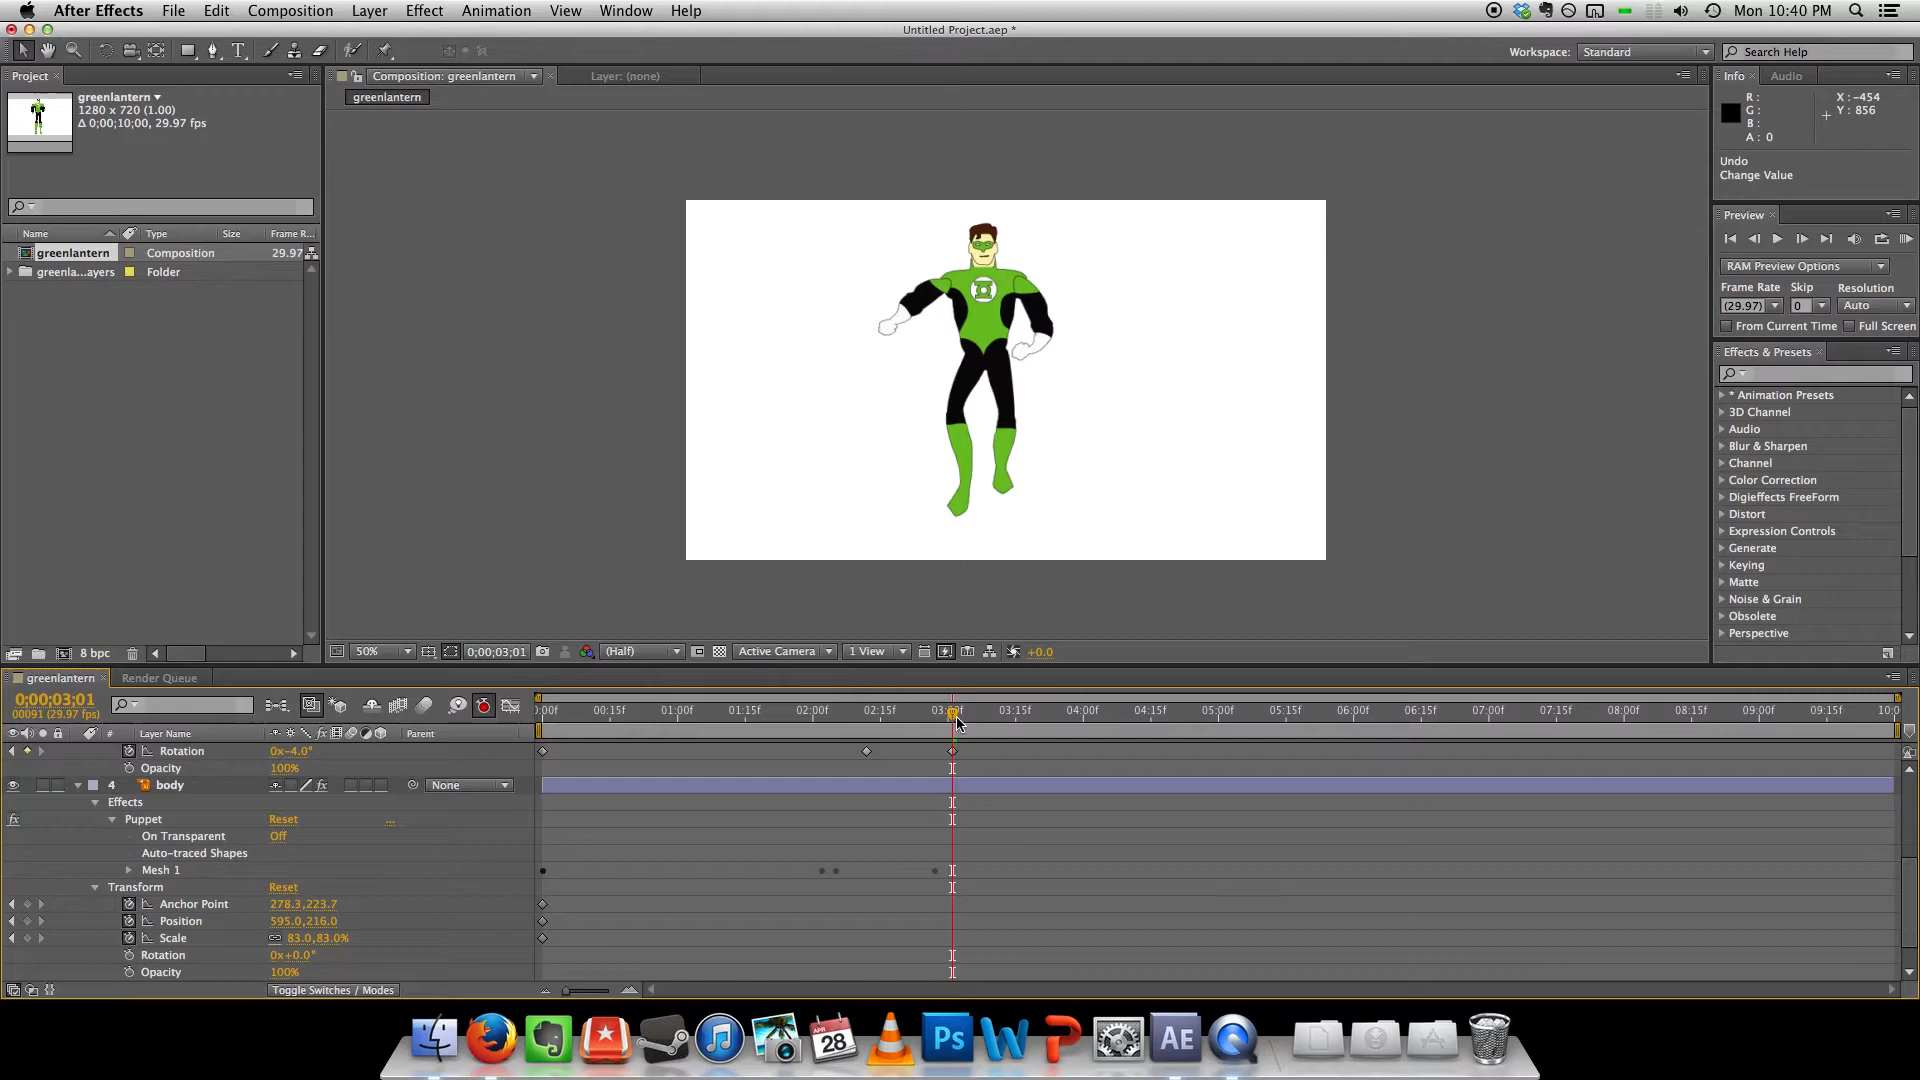 After Effects File Edit Composition Layer Effect Animation View Window Help Mon 10:40 PM
Untitled Project.aep *
T Workspace: Standard Search Help
Project × Composition: greenlantern × Layer: (none) Info × Audio
greenlantern
1280 x 720 (1.00)
Δ 0;00;10;00, 29.97 fps
greenlantern
R :
G :
B :
A : 0
X : -454
Y : 856
Undo
Change Value
Preview ×
Name Type Size Frame R...
greenlantern Composition 29.97
greenla...ayers Folder
RAM Preview Options
Frame Rate Skip Resolution
(29.97) 0 Auto
From Current Time Full Screen
Effects & Presets ×
* Animation Presets
3D Channel
Audio
Blur & Sharpen
Channel
Color Correction
Digieffects FreeForm
Distort
Expression Controls
Generate
Keying
Matte
Noise & Grain
Obsolete
Perspective
8 bpc 50% 0;00;03;01 (Half) Active Camera 1 View +0.0
greenlantern × Render Queue
0;00;03;01
00091 (29.97 fps)
):00f 00:15f 01:00f 01:15f 02:00f 02:15f 03:00f 03:15f 04:00f 04:15f 05:00f 05:15f 06:00f 06:15f 07:00f 07:15f 08:00f 08:15f 09:00f 09:15f 10:0
# Layer Name fx Parent
Rotation 0x-4.0°
Opacity 100%
4 body fx None
Effects
fx Puppet Reset ...
On Transparent Off
Auto-traced Shapes
Mesh 1
Transform Reset
Anchor Point 278.3,223.7
Position 595.0,216.0
Scale 83.0,83.0%
Rotation 0x+0.0°
Opacity 100%
Toggle Switches / Modes
APR
28
Ps
W
AE